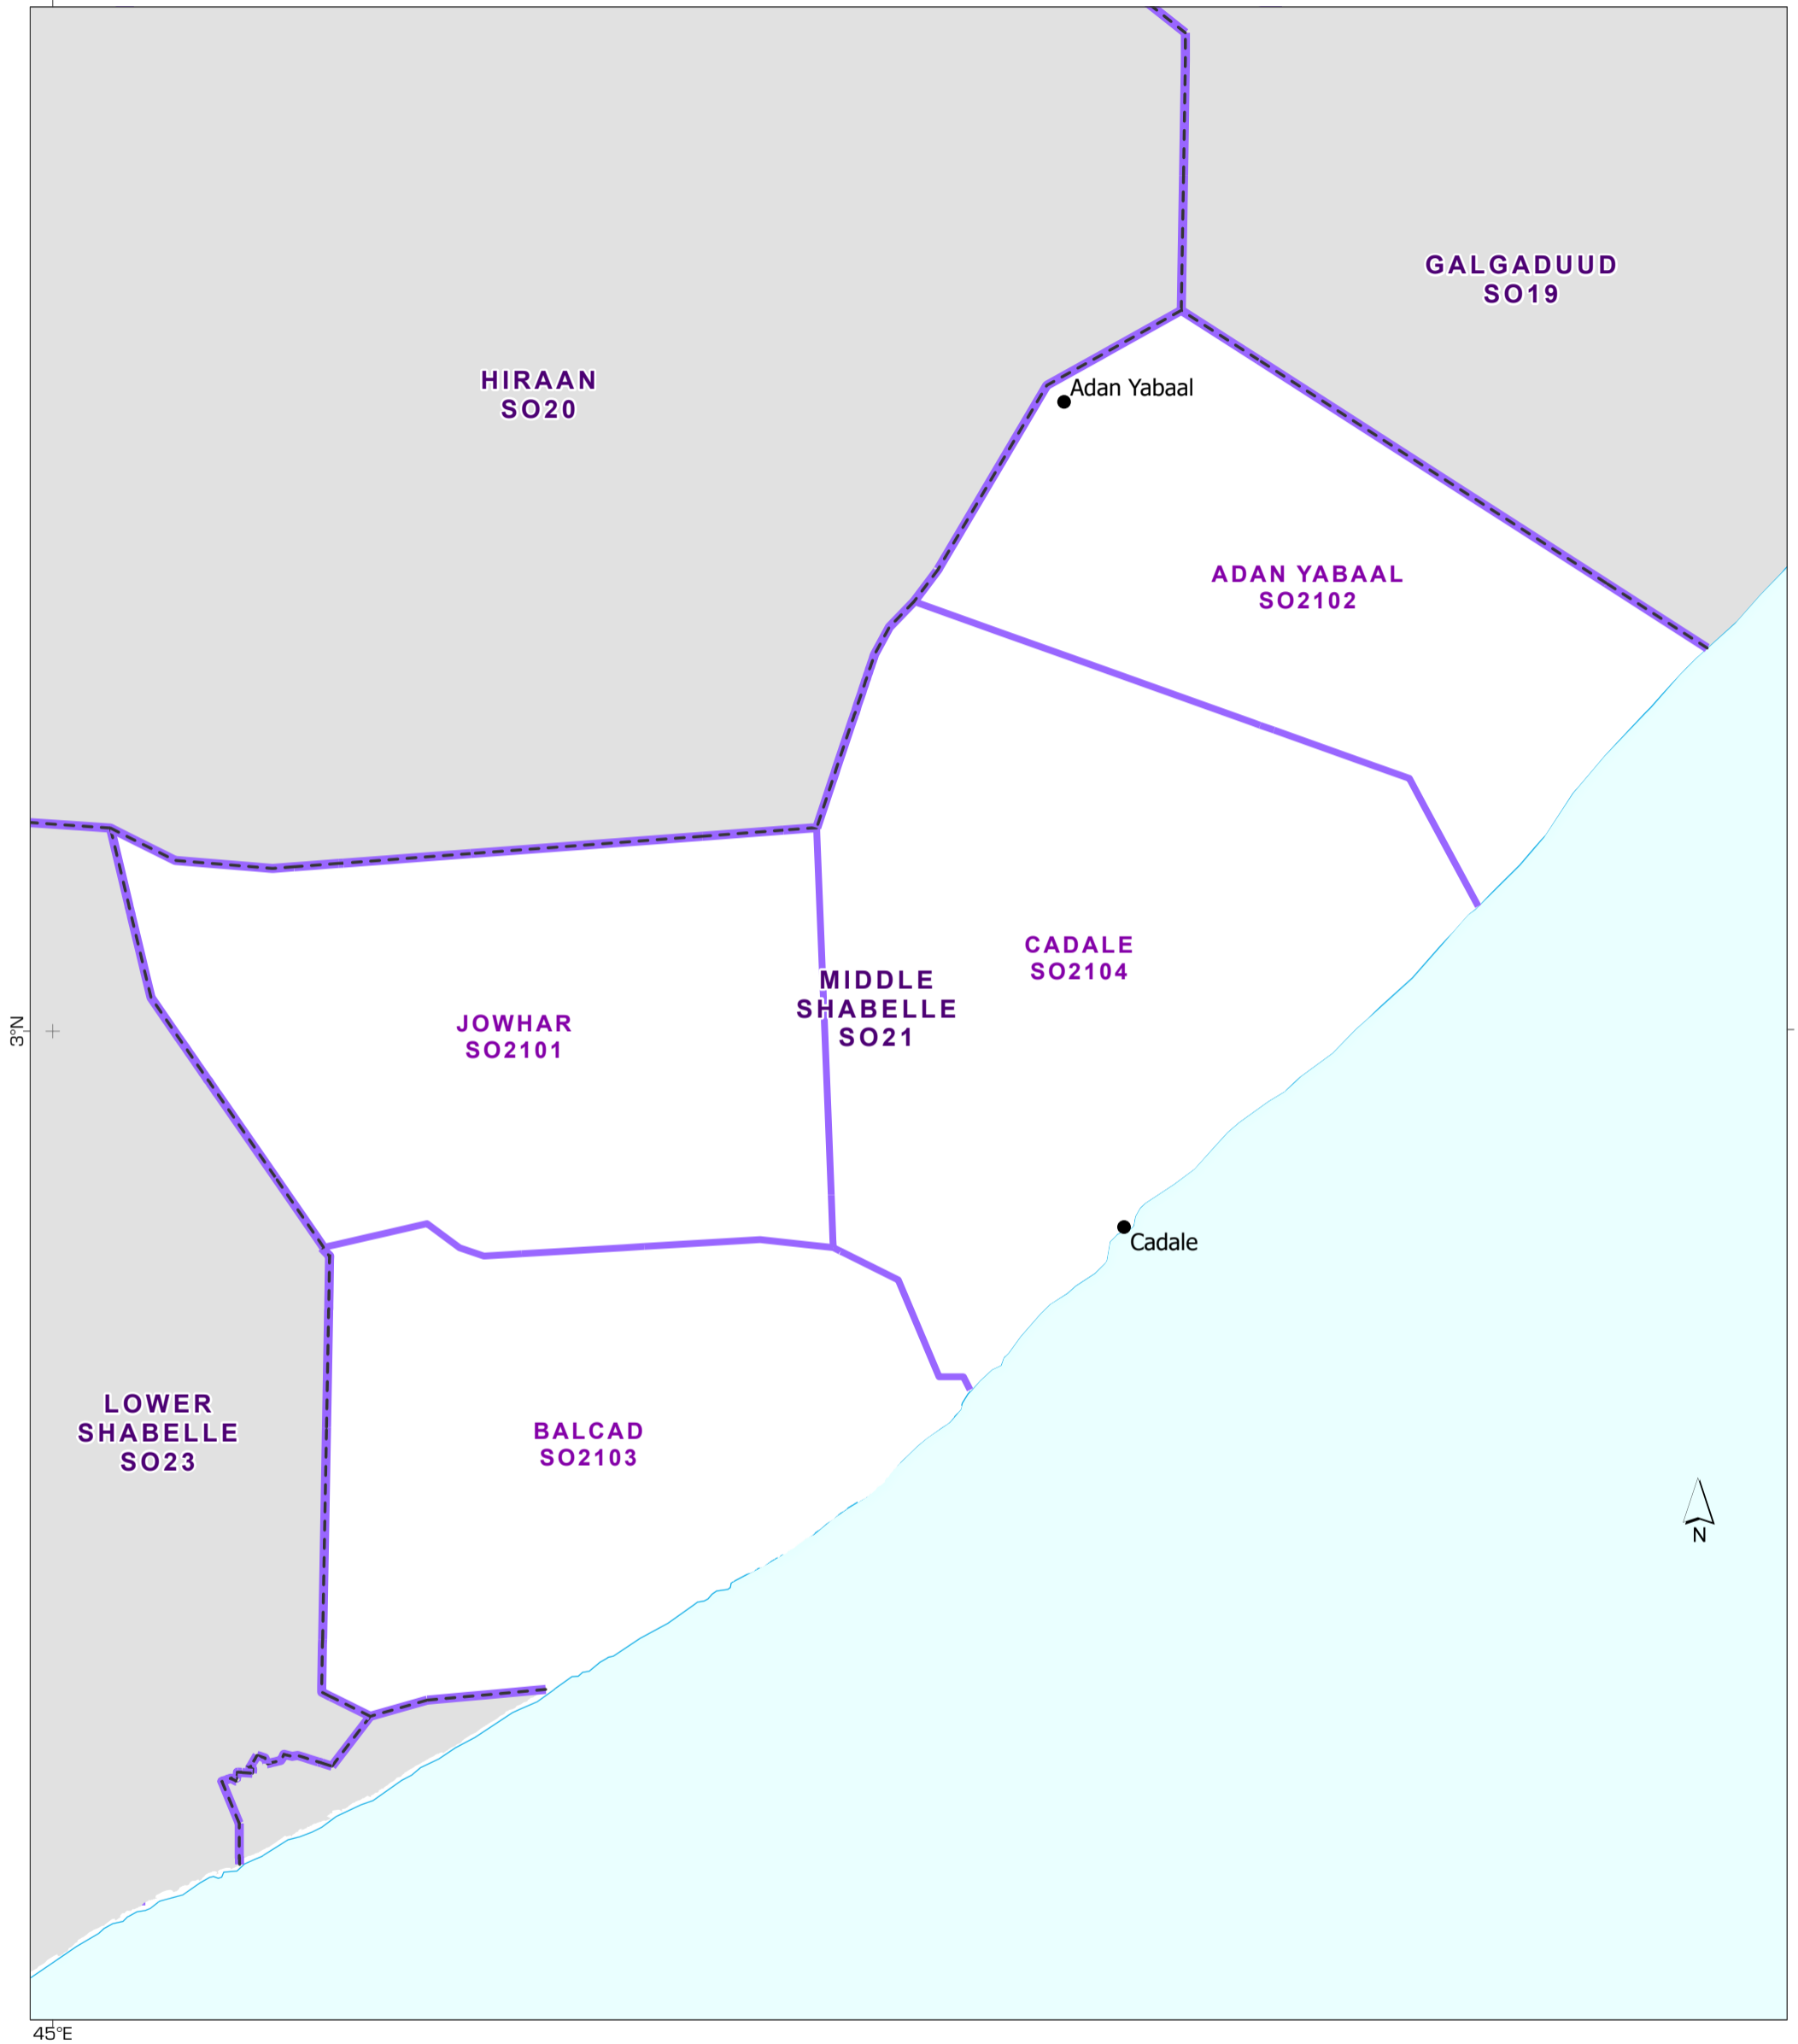 GALGADUUD
SO19
HIRAAN
SO20
Adan Yabaal
ADAN YABAAL
SO2102
CADALE
SO2104
MIDDLE
SHABELLE
SO21
JOWHAR
SO2101
3°N
Cadale
LOWER
SHABELLE
SO23
BALCAD
SO2103
N
45°E